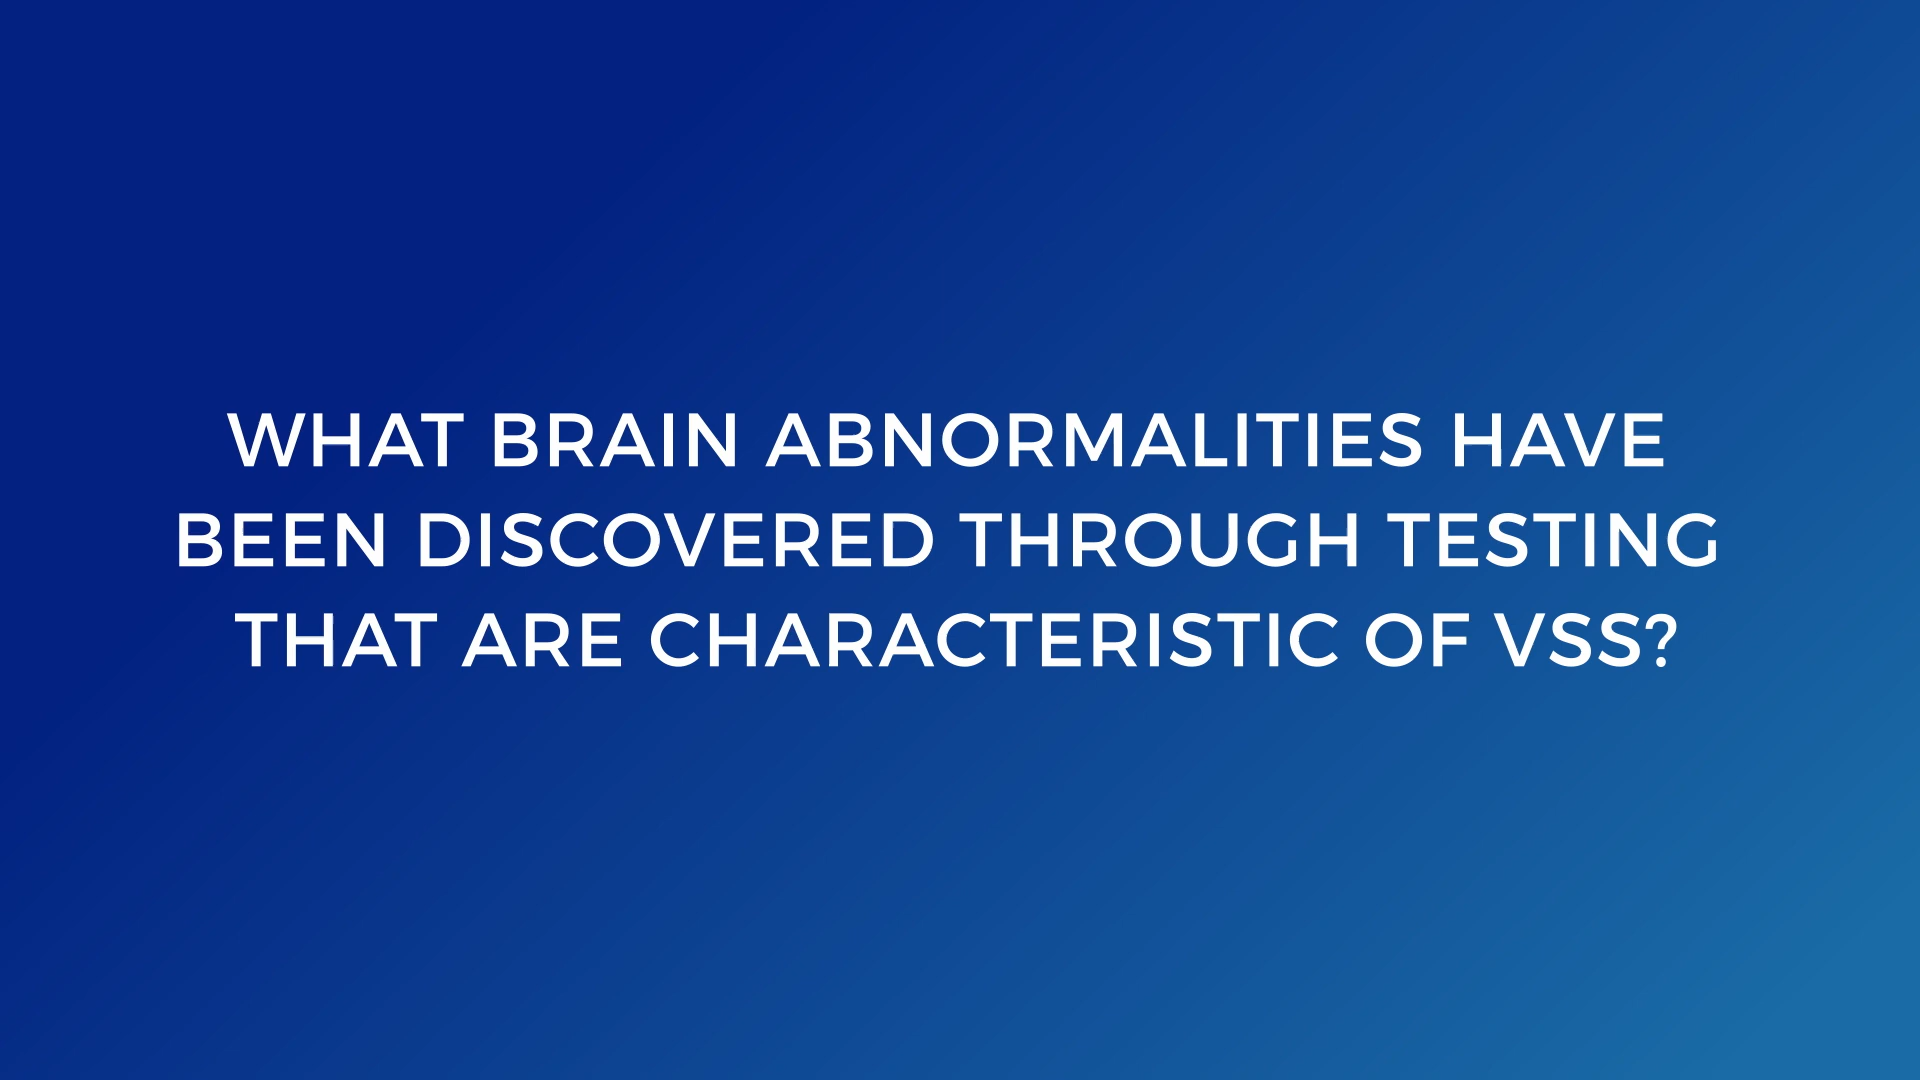 WHAT BRAIN ABNORMALITIES HAVE
BEEN DISCOVERED THROUGH TESTING
THAT ARE CHARACTERISTIC OF VSS?